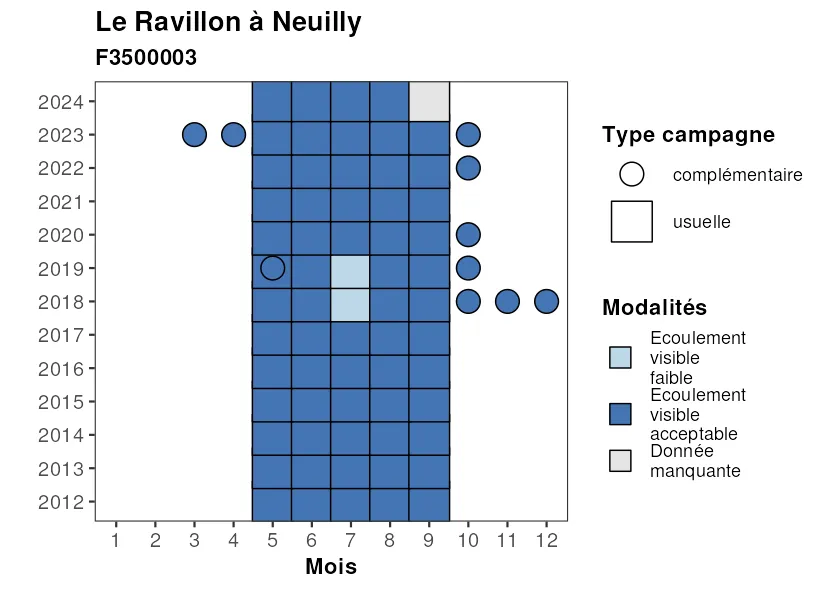 Le Ravillon à Neuilly
F3500003
2024
2023
2022
2021
2020
2019
2018
2017
2016
2015
2014
2013
2012
1 2 3 4 5 6 7 8 9 10 11 12
Mois
Type campagne
complémentaire
usuelle
Modalités
Ecoulement
visible
faible
Ecoulement
visible
acceptable
Donnée
manquante